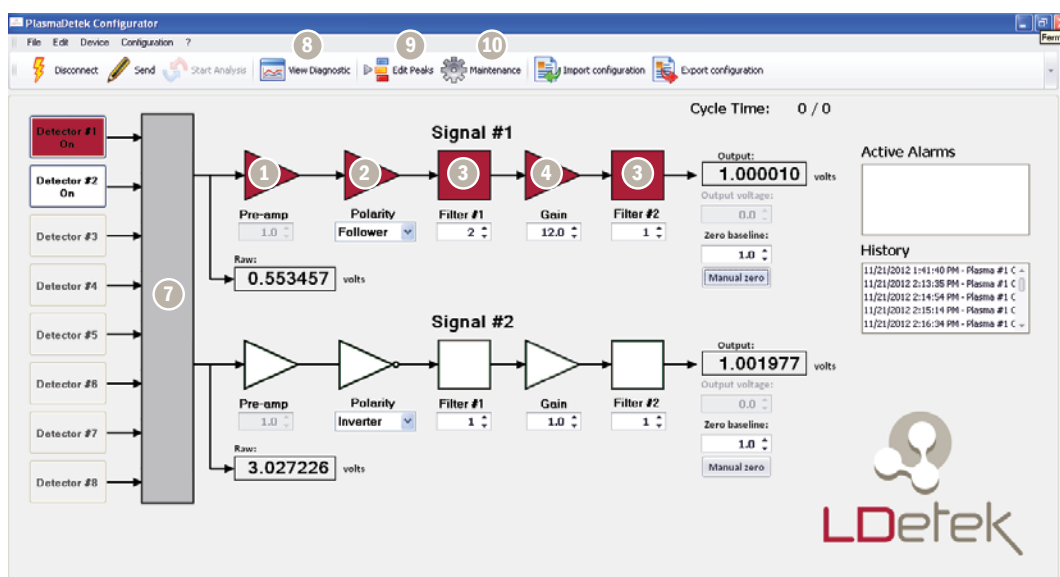 PlasmaDetek Configurator
Ferm
File Edit Device Configuration ?
8 9 10
Disconnect Send Start Analysis View Diagnostic Edit Peaks Maintenance Import configuration Export configuration
Cycle Time: 0 / 0
Detector #1
On
Detector #2
On
Detector #3
Detector #4
Detector #5
Detector #6
Detector #7
Detector #8
7
Signal #1
1 2 3 4 3
Pre-amp
1.0
Polarity
Follower
Filter #1
2
Gain
12.0
Filter #2
1
Raw:
0.553457 volts
Output:
1.000010 volts
Output voltage:
0.0
Zero baseline:
1.0
Manual zero
Signal #2
Pre-amp
1.0
Polarity
Inverter
Filter #1
1
Gain
1.0
Filter #2
1
Raw:
3.027226 volts
Output:
1.001977 volts
Output voltage:
0.0
Zero baseline:
1.0
Manual zero
Active Alarms
History
11/21/2012 1:41:40 PM - Plasma #1 C
11/21/2012 2:13:35 PM - Plasma #1 C
11/21/2012 2:14:54 PM - Plasma #1 C
11/21/2012 2:15:14 PM - Plasma #1 C
11/21/2012 2:16:34 PM - Plasma #1 C
LDetek